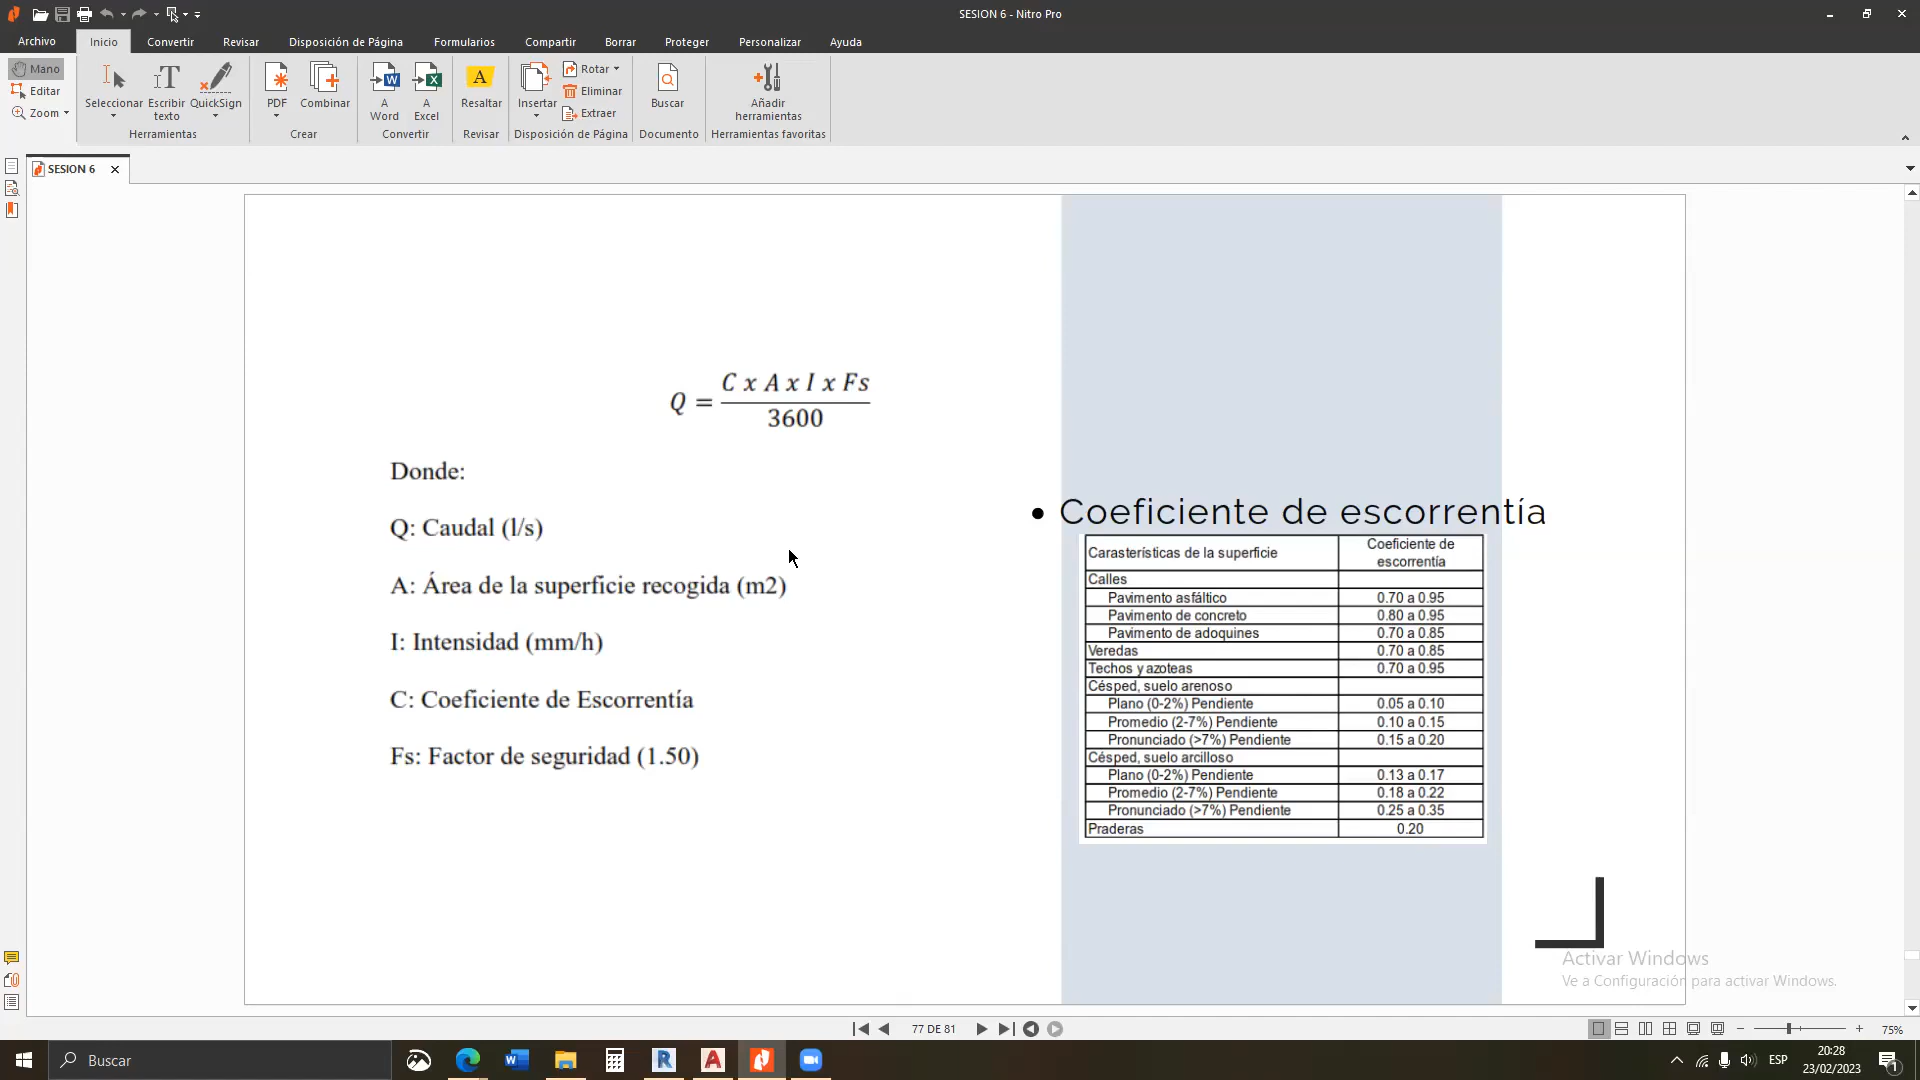 SESION 6 - Nitro Pro
Archivo
Inicio
Convertir
Revisar
Disposición de Página
Formularios
Compartir
Borrar
Proteger
Personalizar
Ayuda
Mano
Editar
Zoom
Seleccionar
Escribir texto
QuickSign
Herramientas
PDF
Combinar
Crear
A Word
A Excel
Convertir
Resaltar
Revisar
Insertar
Rotar
Eliminar
Extraer
Disposición de Página
Buscar
Documento
Añadir herramientas
Herramientas favoritas
SESION 6
Q = C x A x I x Fs / 3600
Donde:
Q: Caudal (l/s)
A: Área de la superficie recogida (m2)
I: Intensidad (mm/h)
C: Coeficiente de Escorrentía
Fs: Factor de seguridad (1.50)
• Coeficiente de escorrentía
Carasterísticas de la superficie Coeficiente de escorrentía
Calles
Pavimento asfáltico 0.70 a 0.95
Pavimento de concreto 0.80 a 0.95
Pavimento de adoquines 0.70 a 0.85
Veredas 0.70 a 0.85
Techos y azoteas 0.70 a 0.95
Césped, suelo arenoso
Plano (0-2%) Pendiente 0.05 a 0.10
Promedio (2-7%) Pendiente 0.10 a 0.15
Pronunciado (>7%) Pendiente 0.15 a 0.20
Césped, suelo arcilloso
Plano (0-2%) Pendiente 0.13 a 0.17
Promedio (2-7%) Pendiente 0.18 a 0.22
Pronunciado (>7%) Pendiente 0.25 a 0.35
Praderas 0.20
Activar Windows
Ve a Configuración para activar Windows.
77 DE 81
75%
Buscar
ESP
20:28
23/02/2023
1